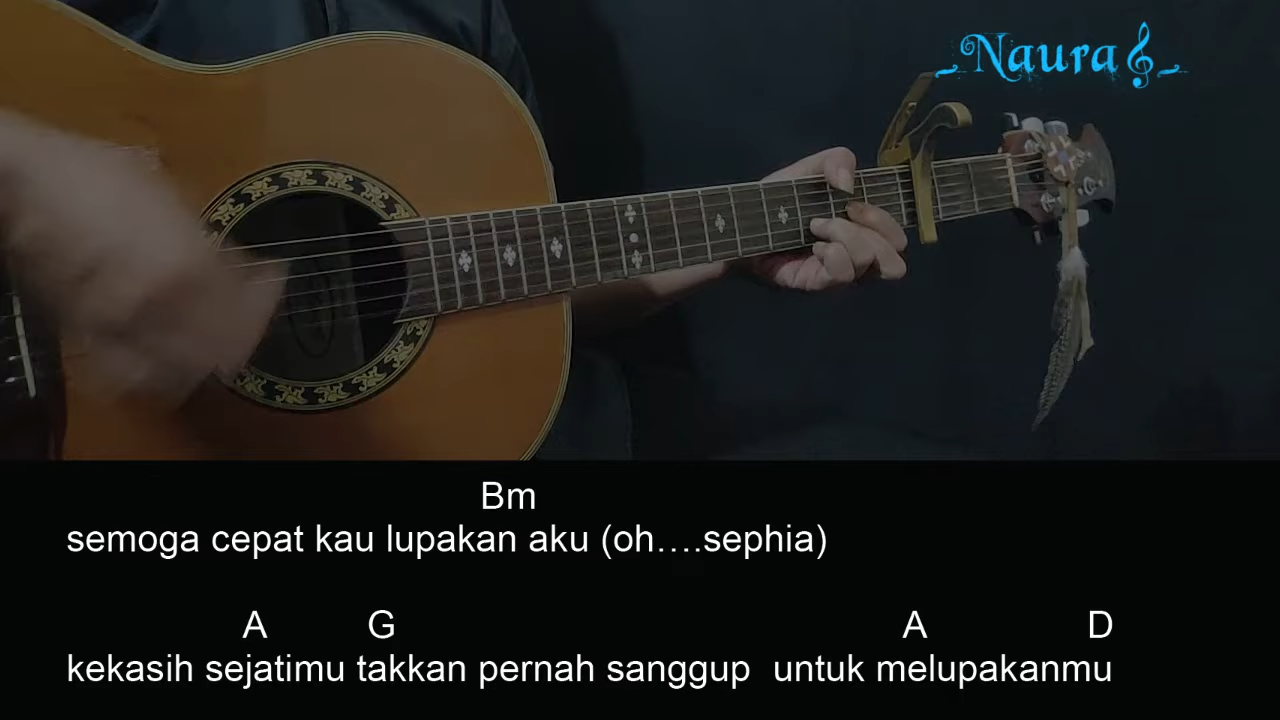 Naura
Bm
semoga cepat kau lupakan aku (oh….sephia)
A G A D
kekasih sejatimu takkan pernah sanggup untuk melupakanmu